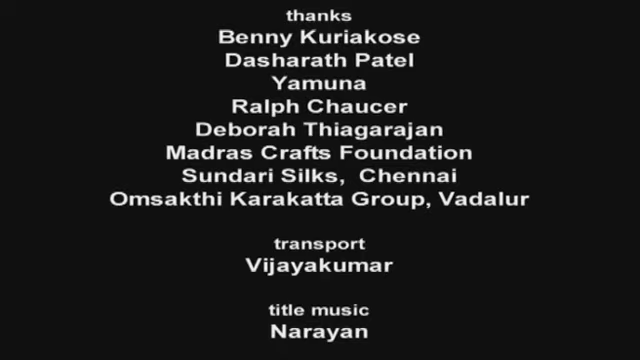 thanks
Benny Kuriakose
Dasharath Patel
Yamuna
Ralph Chaucer
Deborah Thiagarajan
Madras Crafts Foundation
Sundari Silks, Chennai
Omsakthi Karakatta Group, Vadalur
transport
Vijayakumar
title music
Narayan